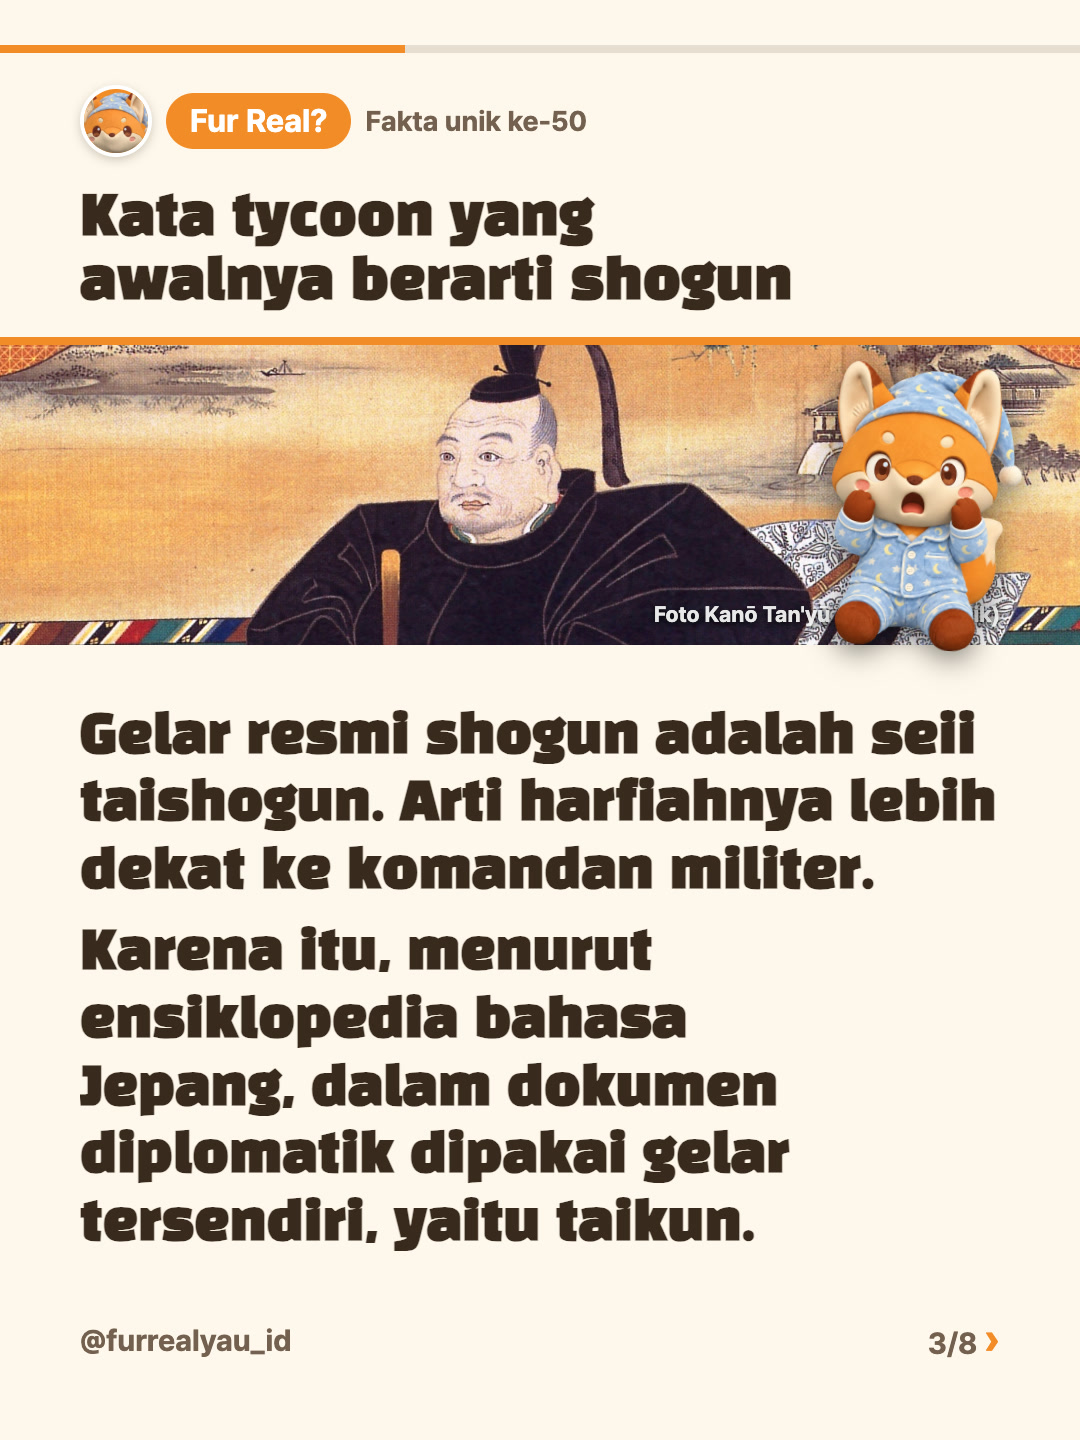 Fur Real?
Fakta unik ke-50
Kata tycoon yang
awalnya berarti shogun
Foto Kanō Tan'yū
Gelar resmi shogun adalah seii
taishogun. Arti harfiahnya lebih
dekat ke komandan militer.
Karena itu, menurut
ensiklopedia bahasa
Jepang, dalam dokumen
diplomatik dipakai gelar
tersendiri, yaitu taikun.
@furrealyau_id
3/8 ›